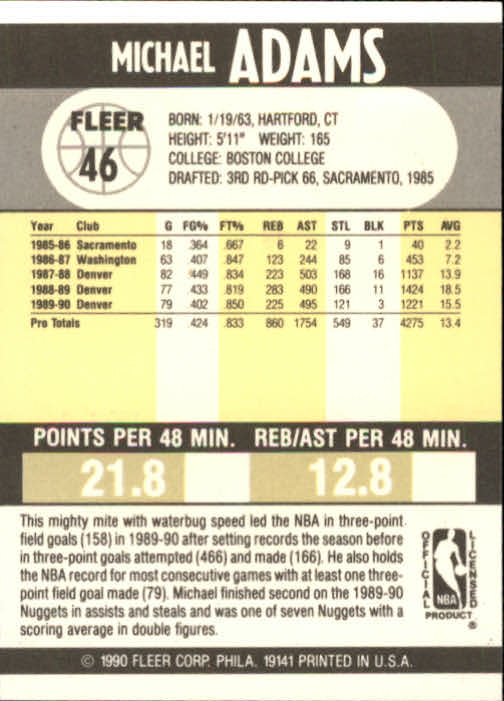 MICHAEL ADAMS
FLEER
46
BORN: 1/19/63, HARTFORD, CT
HEIGHT: 5'11" WEIGHT: 165
COLLEGE: BOSTON COLLEGE
DRAFTED: 3RD RD-PICK 66, SACRAMENTO, 1985
Year Club G FG% FT% REB AST STL BLK PTS AVG
1985-86 Sacramento 18 .364 .667 6 22 9 1 40 2.2
1986-87 Washington 63 .407 .847 123 244 85 6 453 7.2
1987-88 Denver 82 .449 .834 223 503 168 16 1137 13.9
1988-89 Denver 77 .433 .819 283 490 166 11 1424 18.5
1989-90 Denver 79 .402 .850 225 495 121 3 1221 15.5
Pro Totals 319 .424 .833 860 1754 549 37 4275 13.4
POINTS PER 48 MIN. REB/AST PER 48 MIN.
21.8 12.8
This mighty mite with waterbug speed led the NBA in three-point
field goals (158) in 1989-90 after setting records the season before
in three-point goals attempted (466) and made (166). He also holds
the NBA record for most consecutive games with at least one three-
point field goal made (79). Michael finished second on the 1989-90
Nuggets in assists and steals and was one of seven Nuggets with a
scoring average in double figures.
OFFICIAL
NBA
LICENSED
PRODUCT
®
© 1990 FLEER CORP. PHILA. 19141 PRINTED IN U.S.A.